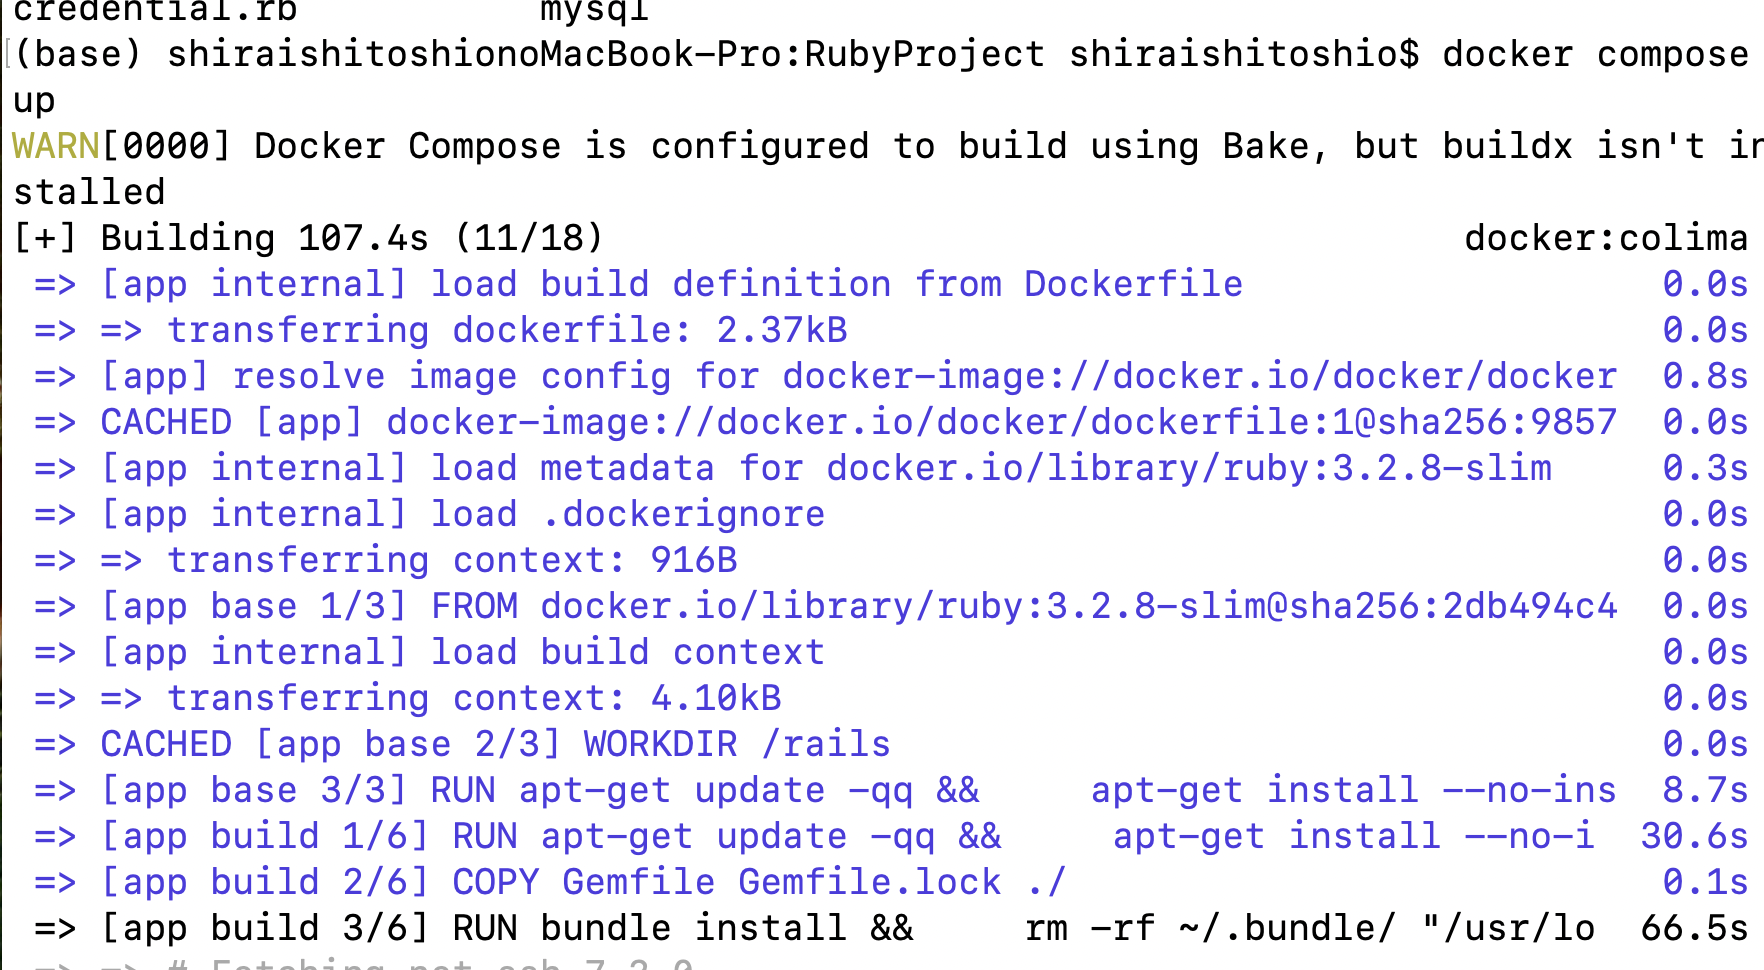 credential.rb mysql
(base) shiraishitoshionoMacBook-Pro:RubyProject shiraishitoshio$ docker compose
up
WARN[0000] Docker Compose is configured to build using Bake, but buildx isn't in
stalled
[+] Building 107.4s (11/18) docker:colima
=> [app internal] load build definition from Dockerfile 0.0s
=> => transferring dockerfile: 2.37kB 0.0s
=> [app] resolve image config for docker-image://docker.io/docker/docker 0.8s
=> CACHED [app] docker-image://docker.io/docker/dockerfile:1@sha256:9857 0.0s
=> [app internal] load metadata for docker.io/library/ruby:3.2.8-slim 0.3s
=> [app internal] load .dockerignore 0.0s
=> => transferring context: 916B 0.0s
=> [app base 1/3] FROM docker.io/library/ruby:3.2.8-slim@sha256:2db494c4 0.0s
=> [app internal] load build context 0.0s
=> => transferring context: 4.10kB 0.0s
=> CACHED [app base 2/3] WORKDIR /rails 0.0s
=> [app base 3/3] RUN apt-get update -qq && apt-get install --no-ins 8.7s
=> [app build 1/6] RUN apt-get update -qq && apt-get install --no-i 30.6s
=> [app build 2/6] COPY Gemfile Gemfile.lock ./ 0.1s
=> [app build 3/6] RUN bundle install && rm -rf ~/.bundle/ "/usr/lo 66.5s
=> => # Fetching net-ssh 7.3.0